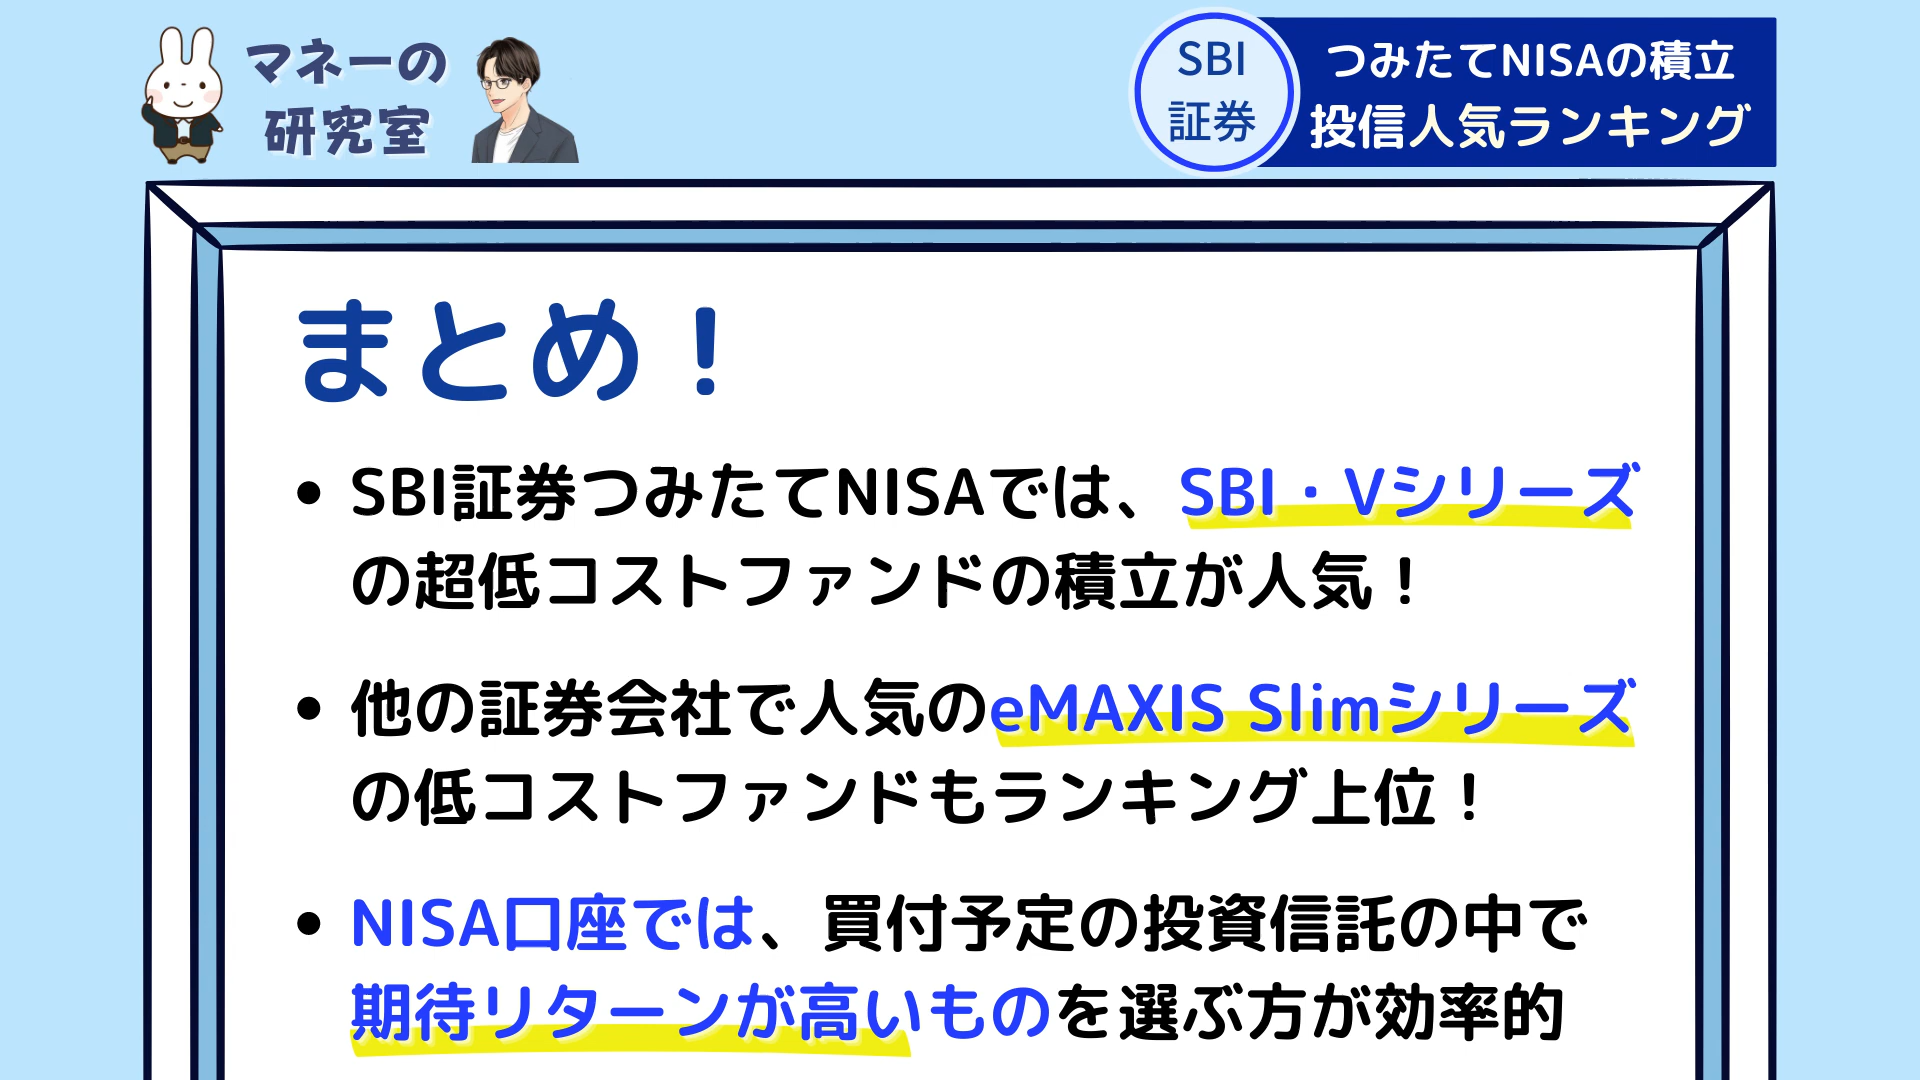 マネーの
研究室
SBI
証券
つみたてNISAの積立
投信人気ランキング
まとめ！
• SBI証券つみたてNISAでは、SBI・Vシリーズ
の超低コストファンドの積立が人気！
• 他の証券会社で人気のeMAXIS Slimシリーズ
の低コストファンドもランキング上位！
• NISA口座では、買付予定の投資信託の中で
期待リターンが高いものを選ぶ方が効率的